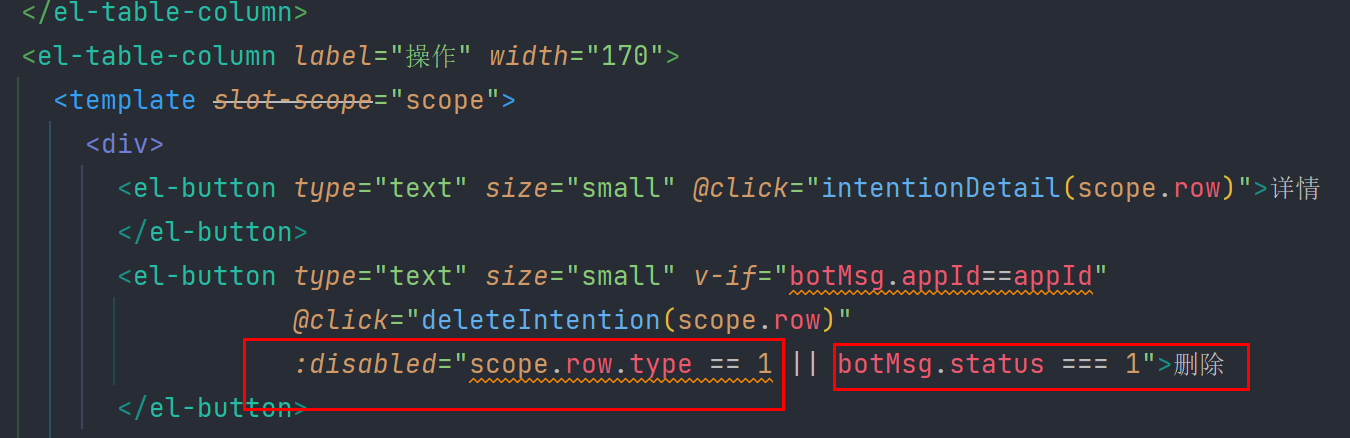 </el-table-column>
<el-table-column label="操作" width="170">
<template slot-scope="scope">
<div>
<el-button type="text" size="small" @click="intentionDetail(scope.row)">详情
</el-button>
<el-button type="text" size="small" v-if="botMsg.appId==appId"
@click="deleteIntention(scope.row)"
:disabled="scope.row.type == 1 || botMsg.status === 1">删除
</el-button>